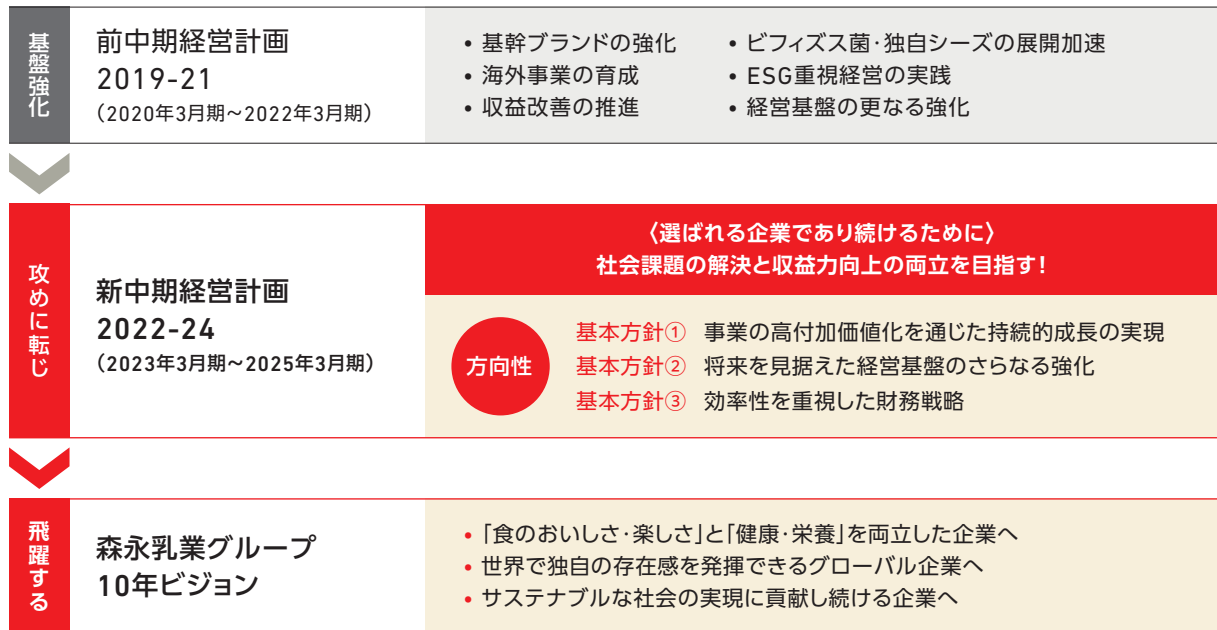 基盤強化
前中期経営計画
2019-21
（2020年3月期~2022年3月期）
• 基幹ブランドの強化
• 海外事業の育成
• 収益改善の推進
• ビフィズス菌・独自シーズの展開加速
• ESG重視経営の実践
• 経営基盤の更なる強化
攻めに転じ
新中期経営計画
2022-24
（2023年3月期~2025年3月期）
〈選ばれる企業であり続けるために〉
社会課題の解決と収益力向上の両立を目指す！
方向性
基本方針① 事業の高付加価値化を通じた持続的成長の実現
基本方針② 将来を見据えた経営基盤のさらなる強化
基本方針③ 効率性を重視した財務戦略
飛躍する
森永乳業グループ
10年ビジョン
• 「食のおいしさ・楽しさ」と「健康・栄養」を両立した企業へ
• 世界で独自の存在感を発揮できるグローバル企業へ
• サステナブルな社会の実現に貢献し続ける企業へ